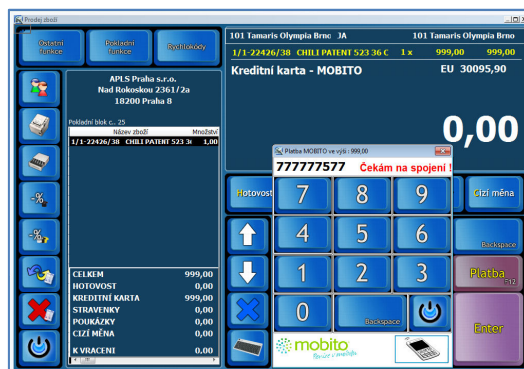 Prodej zboží
Ostatní funkce
Pokladní funkce
Rychlokódy
101 Tamaris Olympia Brno JA 101 Tamaris Olympia Brno
1/1-22426/38 CHILI PATENT 523 36 C 1 x 999,00 999,00
Kreditní karta - MOBITO EU 30095,90
0,00
APLS Praha s.r.o.
Nad Rokoskou 2361/2a
18200 Praha 8
Pokladní blok c.. 25
Název zboží Množství
1/1-22426/38 CHILI PATENT 523 3 1,00
CELKEM 999,00
HOTOVOST 0,00
KREDITNÍ KARTA 999,00
STRAVENKY 0,00
POUKÁZKY 0,00
CIZÍ MĚNA 0,00
K VRACENI 0,00
Platba MOBITO ve výši : 999,00
777777577 Čekám na spojení !
7 8 9
4 5 6
1 2 3
0 Backspace
mobito
Hotovost
Cizí měna
Backspace
Platba F12
Enter